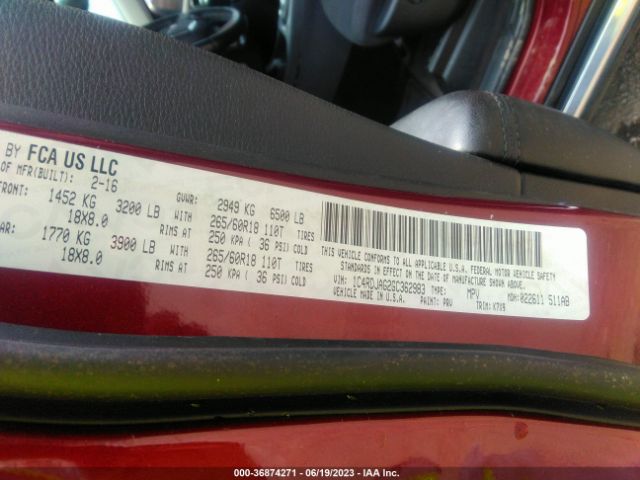 BY FCA US LLC
OF MFR(BUILT): 2-16 GVWR: 2949 KG 6500 LB
FRONT: 1452 KG 3200 LB WITH 265/60R18 110T TIRES
18X8.0 RIMS AT 250 KPA ( 36 PSI) COLD
AR: 1770 KG 3900 LB WITH 265/60R18 110T TIRES
18X8.0 RIMS AT 250 KPA ( 36 PSI) COLD
THIS VEHICLE CONFORMS TO ALL APPLICABLE U.S.A. FEDERAL MOTOR VEHICLE SAFETY
STANDARDS IN EFFECT ON THE DATE OF MANUFACTURE SHOWN ABOVE.
VIN: 1C4RDJAG2GC362983 TYPE: MPV MDH: 022611 511AB
VEHICLE MADE IN U.S.A. PAINT: PRV TRIM: K7X9
000-36874271 - 06/19/2023 - IAA Inc.